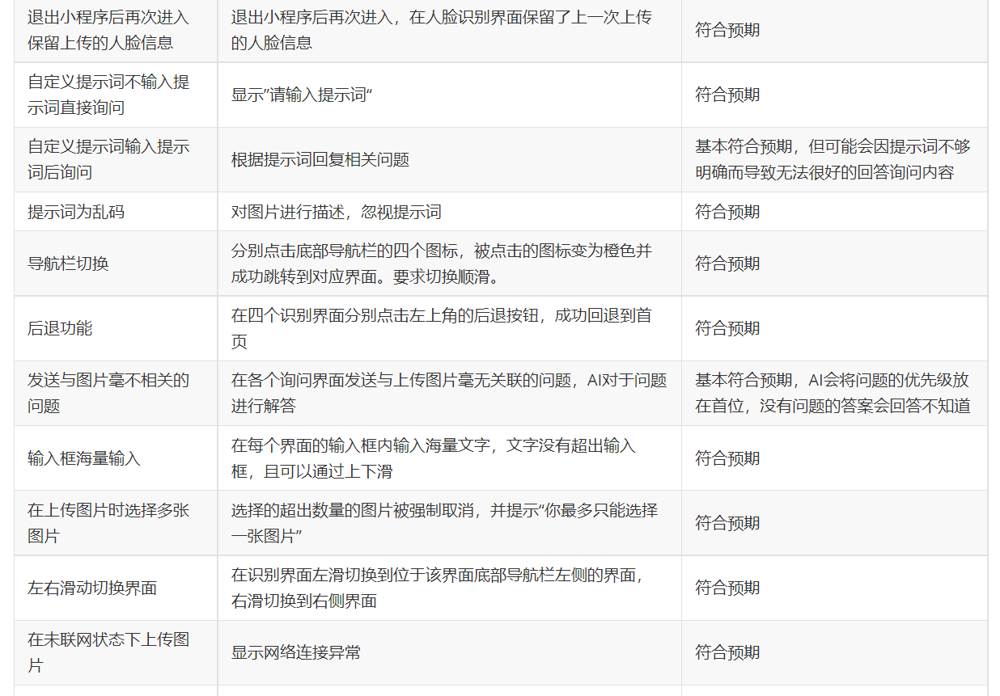 退出小程序后再次进入
保留上传的人脸信息
退出小程序后再次进入，在人脸识别界面保留了上一次上传
的人脸信息
符合预期
自定义提示词不输入提
示词直接询问
显示”请输入提示词“
符合预期
自定义提示词输入提示
词后询问
根据提示词回复相关问题
基本符合预期，但可能会因提示词不够
明确而导致无法很好的回答询问内容
提示词为乱码
对图片进行描述，忽视提示词
符合预期
导航栏切换
分别点击底部导航栏的四个图标，被点击的图标变为橙色并
成功跳转到对应界面。要求切换顺滑。
符合预期
后退功能
在四个识别界面分别点击左上角的后退按钮，成功回退到首
页
符合预期
发送与图片毫不相关的
问题
在各个询问界面发送与上传图片毫无关联的问题，AI对于问题
进行解答
基本符合预期，AI会将问题的优先级放
在首位，没有问题的答案会回答不知道
输入框海量输入
在每个界面的输入框内输入海量文字，文字没有超出输入
框，且可以通过上下滑
符合预期
在上传图片时选择多张
图片
选择的超出数量的图片被强制取消，并提示“你最多只能选择
一张图片”
符合预期
左右滑动切换界面
在识别界面左滑切换到位于该界面底部导航栏左侧的界面，
右滑切换到右侧界面
符合预期
在未联网状态下上传图
片
显示网络连接异常
符合预期